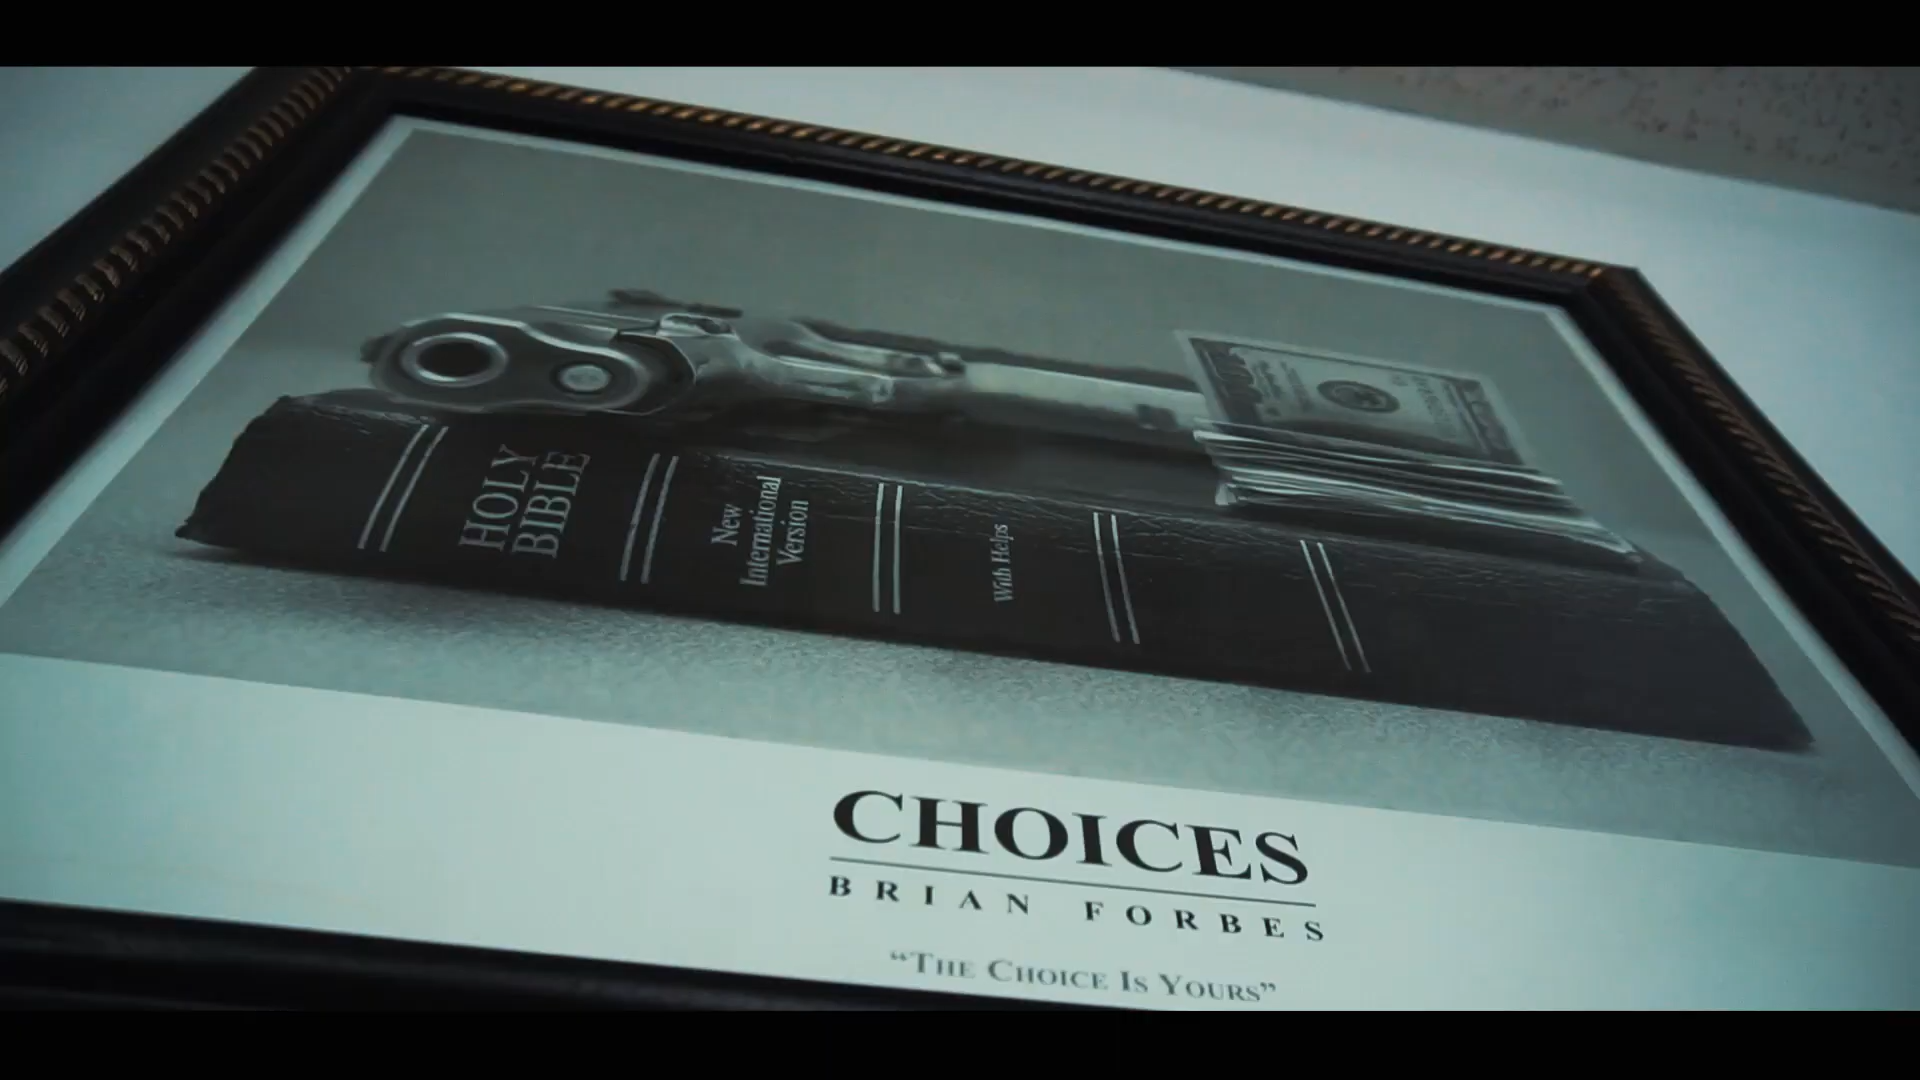 HOLY
BIBLE
New
International
Version
With Helps
CHOICES
BRIAN FORBES
“THE CHOICE IS YOURS”